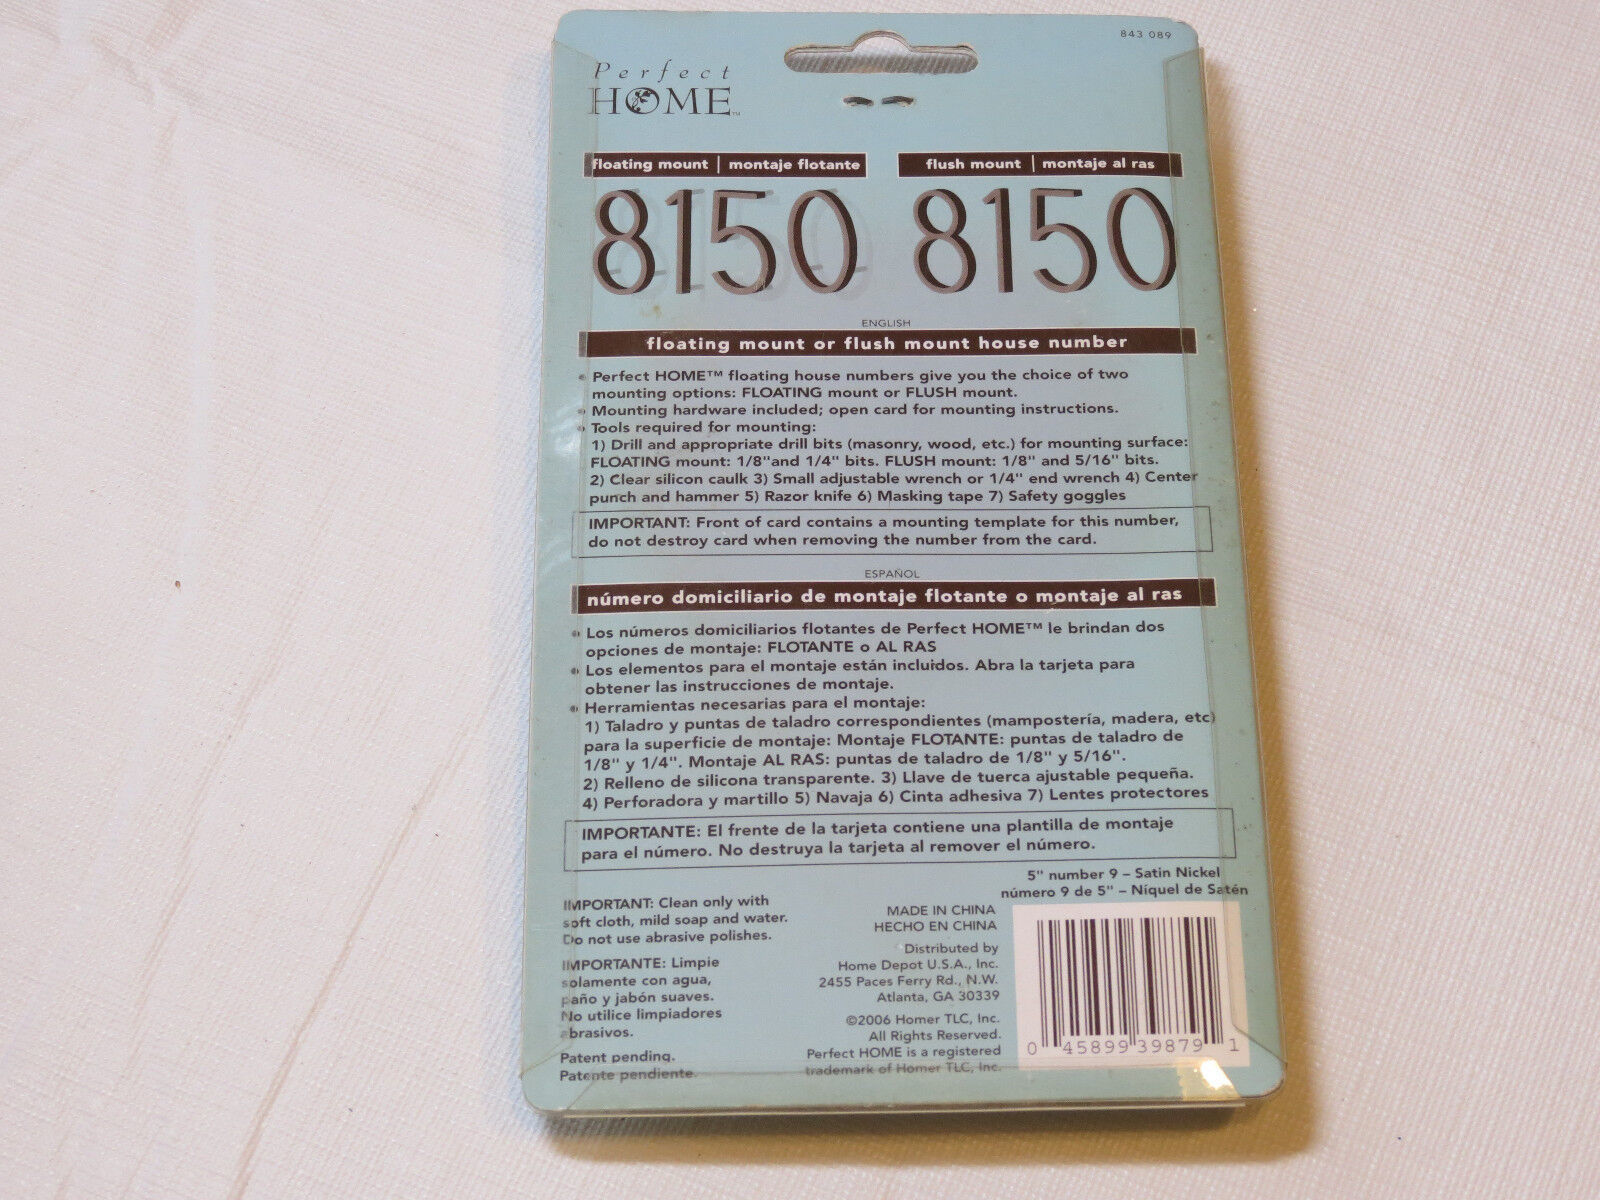 843 089
Perfect
HOME™
floating mount | montaje flotante
flush mount | montaje al ras
8150
8150
ENGLISH
floating mount or flush mount house number
• Perfect HOME™ floating house numbers give you the choice of two
mounting options: FLOATING mount or FLUSH mount.
• Mounting hardware included; open card for mounting instructions.
• Tools required for mounting:
1) Drill and appropriate drill bits (masonry, wood, etc.) for mounting surface:
FLOATING mount: 1/8"and 1/4" bits. FLUSH mount: 1/8" and 5/16" bits.
2) Clear silicon caulk 3) Small adjustable wrench or 1/4" end wrench 4) Center
punch and hammer 5) Razor knife 6) Masking tape 7) Safety goggles
IMPORTANT: Front of card contains a mounting template for this number,
do not destroy card when removing the number from the card.
ESPAÑOL
número domiciliario de montaje flotante o montaje al ras
• Los números domiciliarios flotantes de Perfect HOME™ le brindan dos
opciones de montaje: FLOTANTE o AL RAS
• Los elementos para el montaje están incluidos. Abra la tarjeta para
obtener las instrucciones de montaje.
• Herramientas necesarias para el montaje:
1) Taladro y puntas de taladro correspondientes (mampostería, madera, etc)
para la superficie de montaje: Montaje FLOTANTE: puntas de taladro de
1/8" y 1/4". Montaje AL RAS: puntas de taladro de 1/8" y 5/16".
2) Relleno de silicona transparente. 3) Llave de tuerca ajustable pequeña.
4) Perforadora y martillo 5) Navaja 6) Cinta adhesiva 7) Lentes protectores
IMPORTANTE: El frente de la tarjeta contiene una plantilla de montaje
para el número. No destruya la tarjeta al remover el número.
5" number 9 – Satin Nickel
número 9 de 5" – Níquel de Satén
IMPORTANT: Clean only with
soft cloth, mild soap and water.
Do not use abrasive polishes.
IMPORTANTE: Limpie
solamente con agua,
paño y jabón suaves.
No utilice limpiadores
abrasivos.
Patent pending.
Patente pendiente.
MADE IN CHINA
HECHO EN CHINA
Distributed by
Home Depot U.S.A., Inc.
2455 Paces Ferry Rd., N.W.
Atlanta, GA 30339
©2006 Homer TLC, Inc.
All Rights Reserved.
Perfect HOME is a registered
trademark of Homer TLC, Inc.
0 45899 39879 1